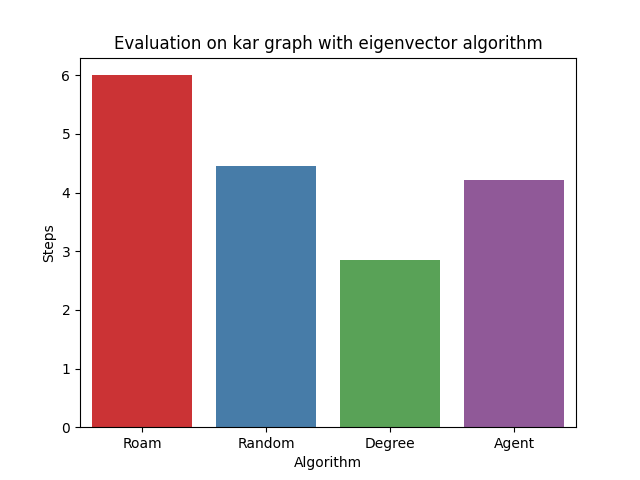 Evaluation on kar graph with eigenvector algorithm
6
5
4
3
2
1
0
Steps
Roam Random Degree Agent
Algorithm